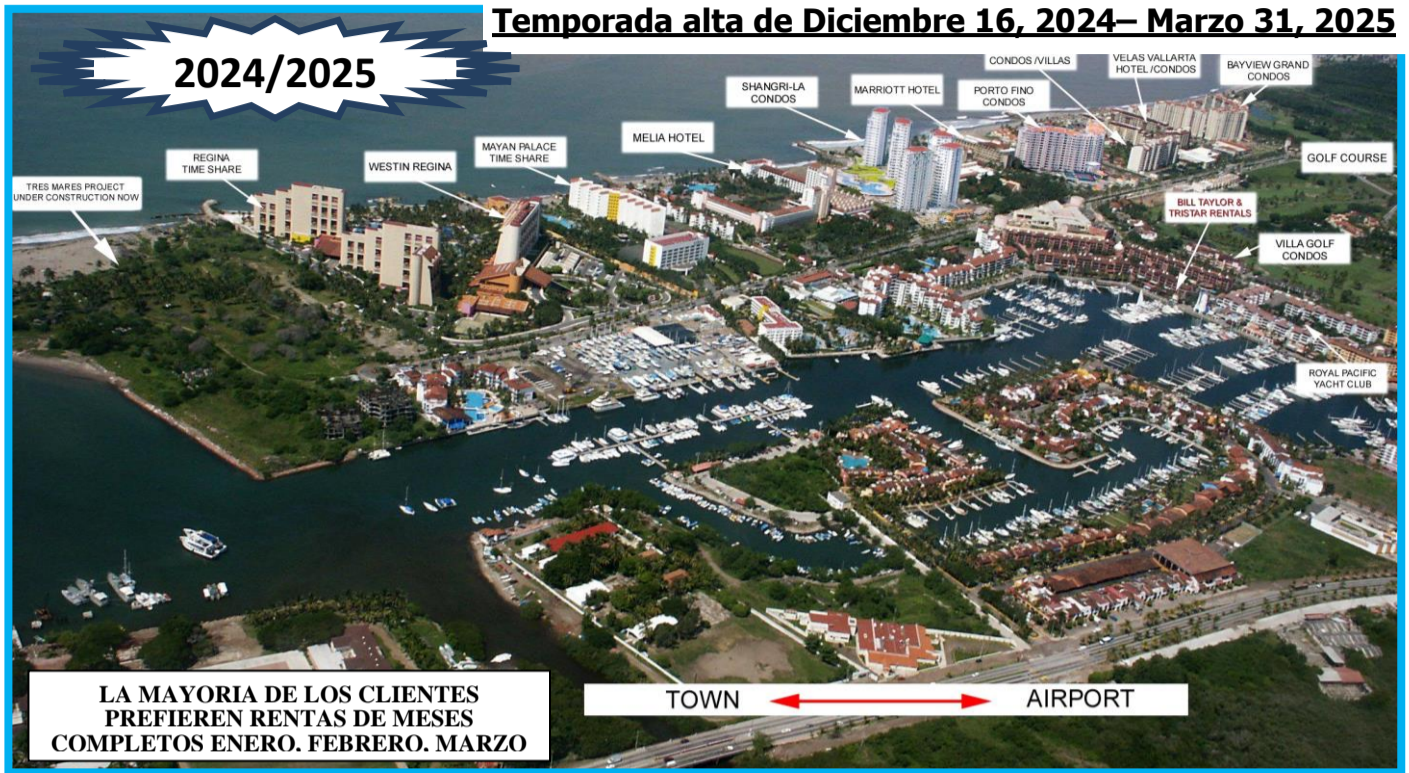 Temporada alta de Diciembre 16, 2024– Marzo 31, 2025
2024/2025
CONDOS /VILLAS
VELAS VALLARTA
HOTEL /CONDOS
BAYVIEW GRAND
CONDOS
SHANGRI-LA
CONDOS
MARRIOTT HOTEL
PORTO FINO
CONDOS
MELIA HOTEL
MAYAN PALACE
TIME SHARE
WESTIN REGINA
REGINA
TIME SHARE
TRES MARES PROJECT
UNDER CONSTRUCTION NOW
GOLF COURSE
BILL TAYLOR &
TRISTAR RENTALS
VILLA GOLF
CONDOS
ROYAL PACIFIC
YACHT CLUB
LA MAYORIA DE LOS CLIENTES
PREFIEREN RENTAS DE MESES
COMPLETOS ENERO. FEBRERO. MARZO
TOWN AIRPORT